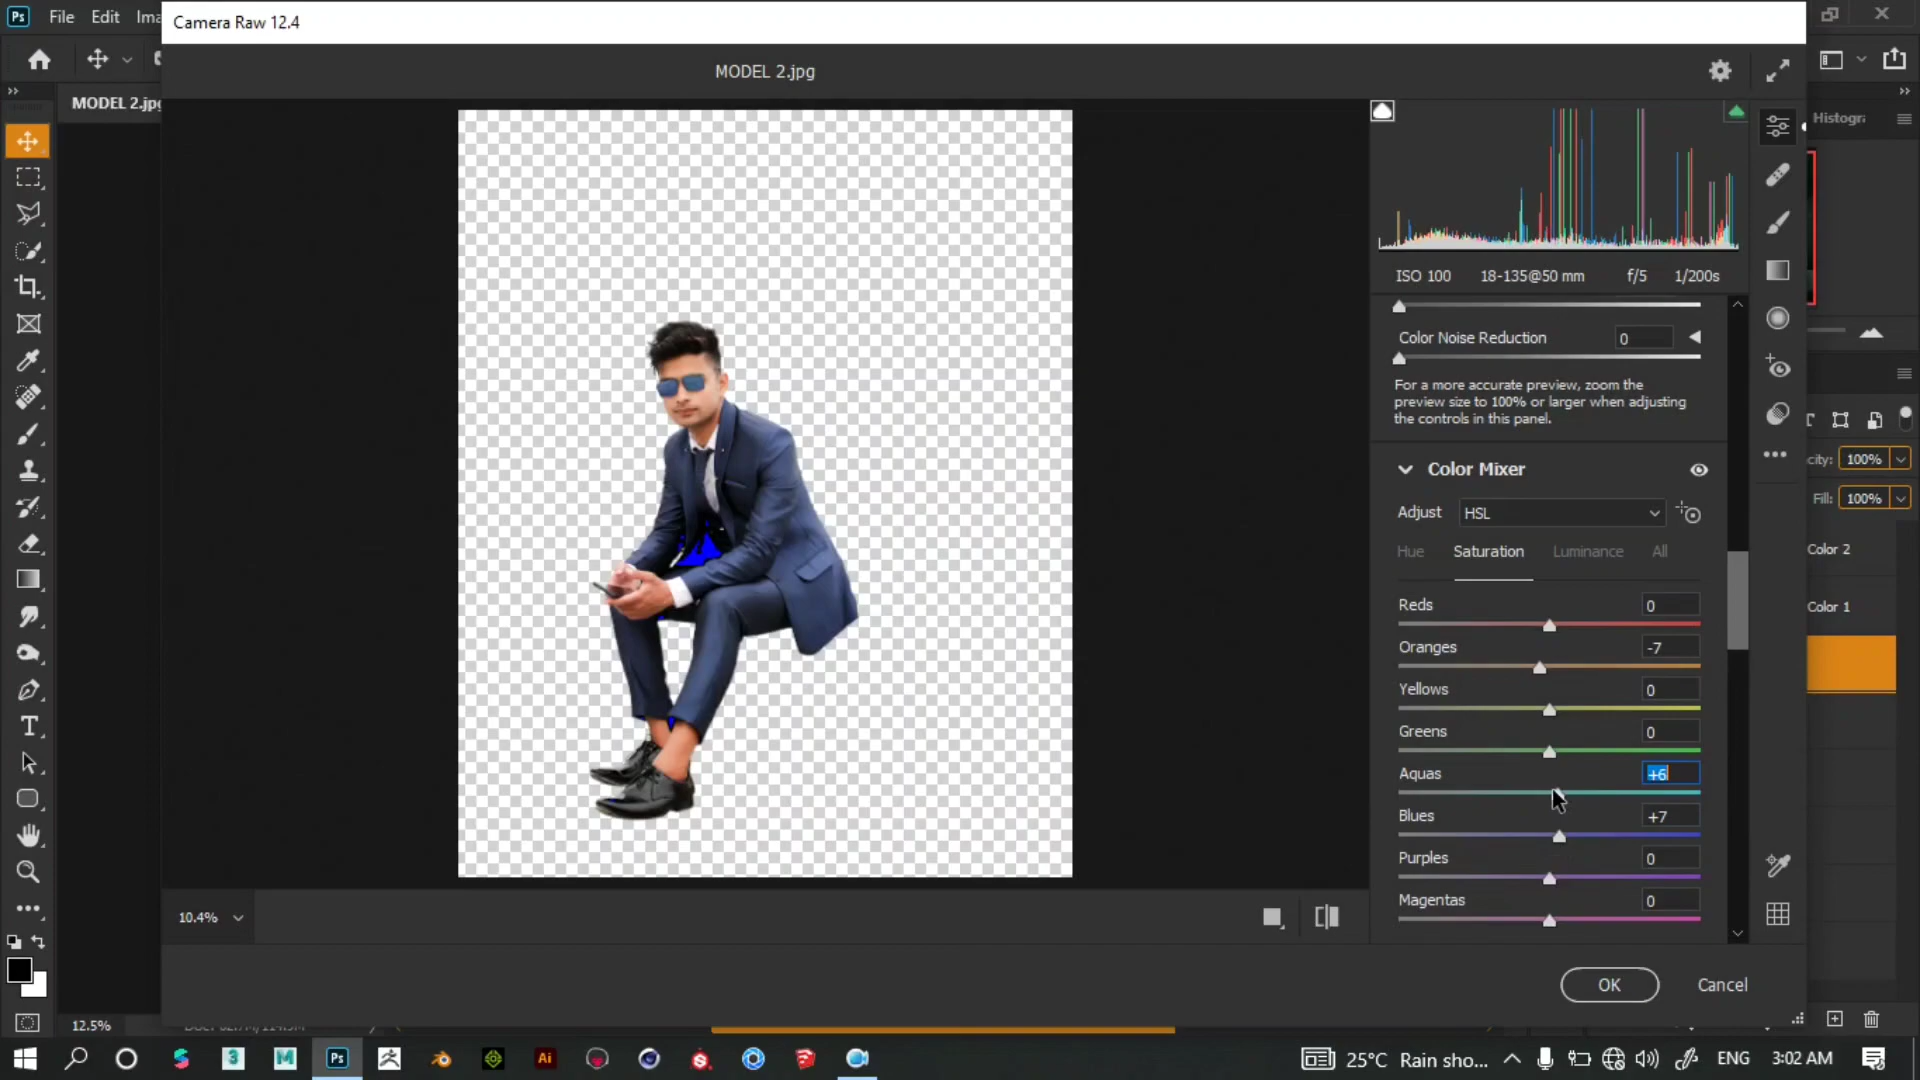 Camera Raw 12.4
Ps File Edit Ima
MODEL 2.jpg
MODEL 2.jpg
Histogra
ISO 100 18-135@50 mm f/5 1/200s
Color Noise Reduction 0
For a more accurate preview, zoom the
preview size to 100% or larger when adjusting
the controls in this panel.
city: 100%
Color Mixer
Fill: 100%
Adjust HSL
Hue Saturation Luminance All
Color 2
Reds 0
Color 1
Oranges -7
Yellows 0
Greens 0
Aquas +6
Blues +7
Purples 0
Magentas 0
10.4%
OK Cancel
12.5%
3 M Ps Ai
25°C Rain sho... ENG 3:02 AM